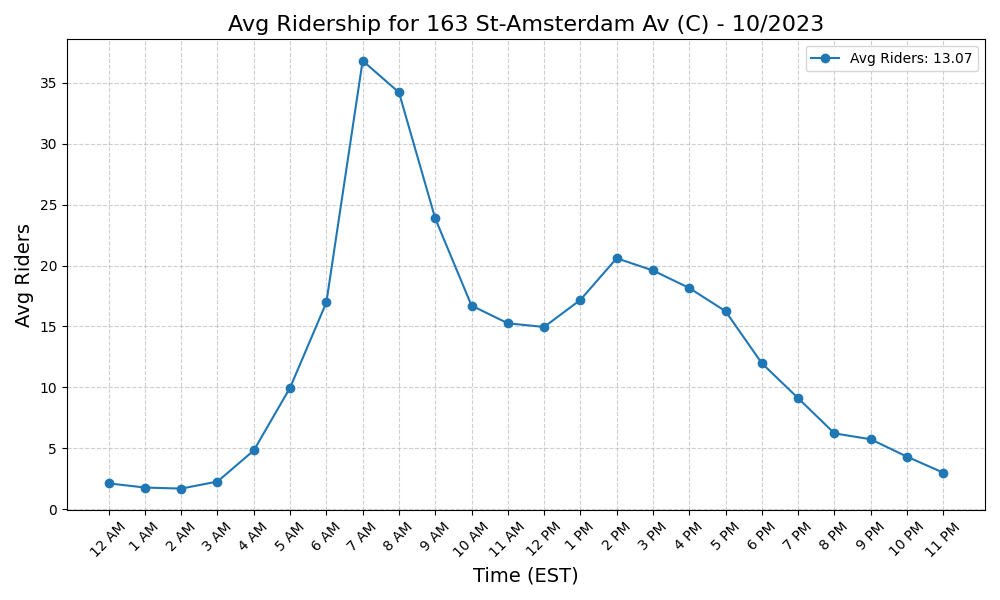 Avg Ridership for 163 St-Amsterdam Av (C) - 10/2023
Avg Riders: 13.07
Avg Riders
35
30
25
20
15
10
5
0
12 AM
1 AM
2 AM
3 AM
4 AM
5 AM
6 AM
7 AM
8 AM
9 AM
10 AM
11 AM
12 PM
1 PM
2 PM
3 PM
4 PM
5 PM
6 PM
7 PM
8 PM
9 PM
10 PM
11 PM
Time (EST)